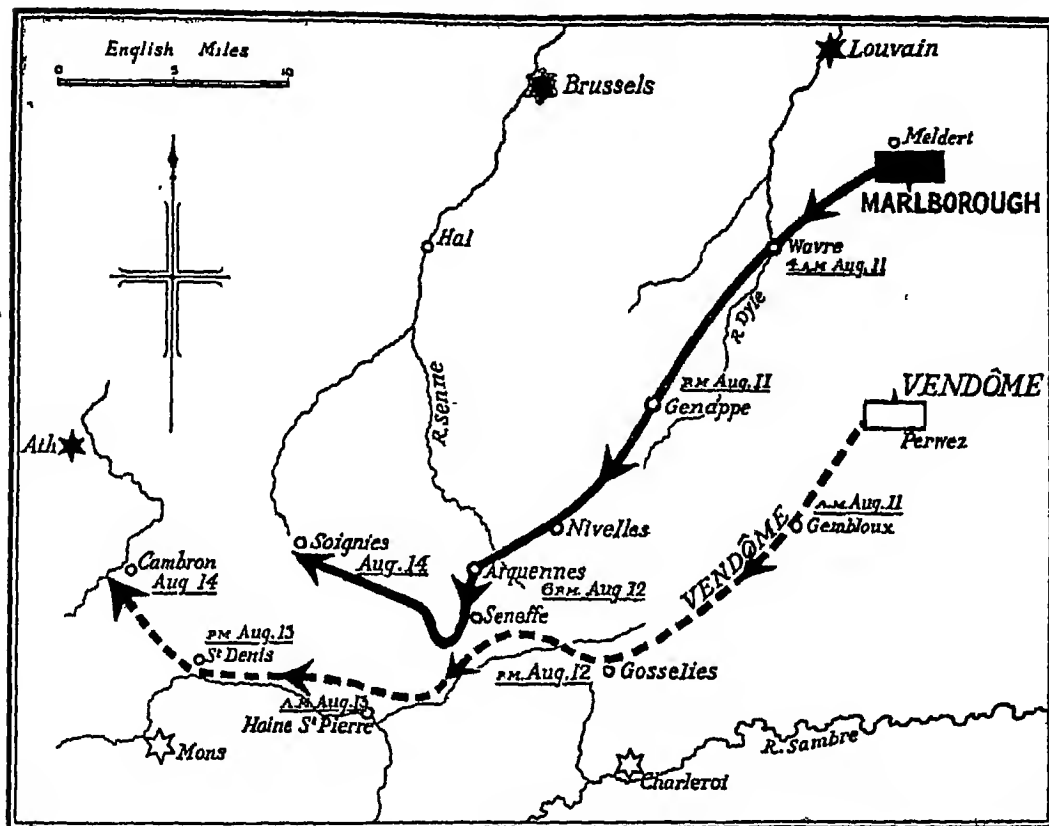 English Miles
0 5 10
Louvain
Brussels
Meldert
MARLBOROUGH
Hal
Wavre
4 A.M Aug. 11
R Dyle
P.M Aug. 11
Genappe
VENDÔME
Perwez
R. Senne
Ath
A.M Aug. 11
Gembloux
Nivelles
VENDÔME
Soignies
Aug. 14
Arquennes
6 P.M. Aug. 12
Cambron
Aug 14
Seneffe
P.M Aug. 13
St Denis
P.M. Aug. 12
Gosselies
A.M Aug. 13
Haine St Pierre
Mons
R. Sambre
Charleroi